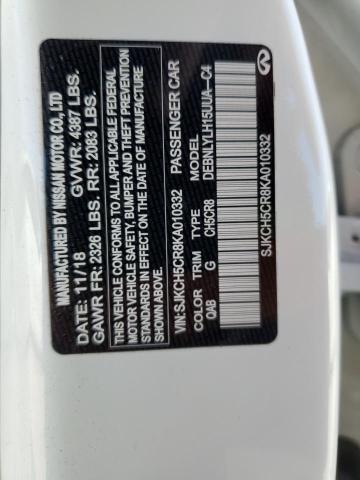 MANUFACTURED BY NISSAN MOTOR CO., LTD
DATE: 11/18 GVWR: 4387 LBS.
GAWR FR: 2326 LBS. RR: 2083 LBS.
THIS VEHICLE CONFORMS TO ALL APPLICABLE FEDERAL
MOTOR VEHICLE SAFETY, BUMPER AND THEFT PREVENTION
STANDARDS IN EFFECT ON THE DATE OF MANUFACTURE
SHOWN ABOVE.
VIN:SJKCH5CR8KA010332 PASSENGER CAR
COLOR TRIM TYPE MODEL
QAB G CH5CR8 DEBNLYLH15UUA--C4
SJKCH5CR8KA010332